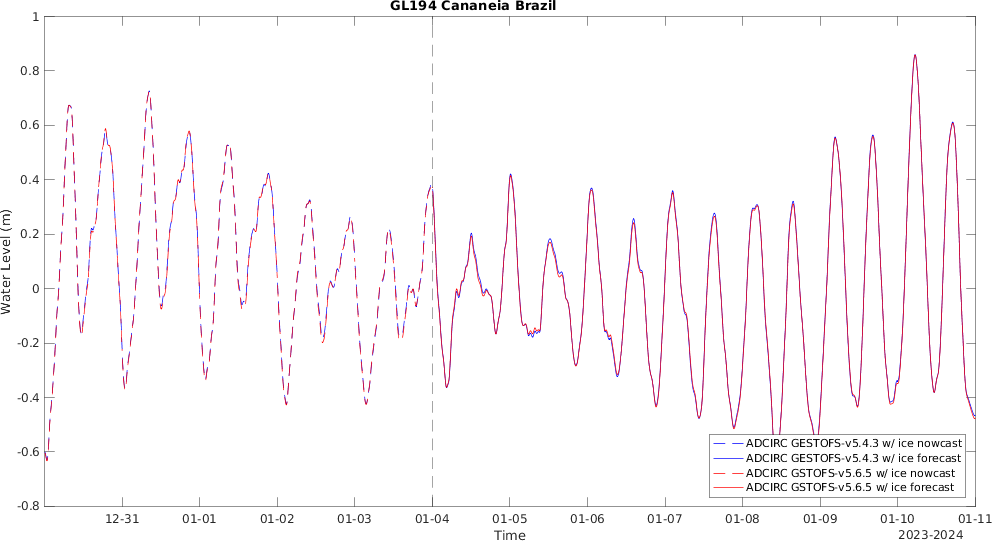 GL194 Cananeia Brazil
1
0.8
0.6
0.4
0.2
0
-0.2
-0.4
-0.6
-0.8
Water Level (m)
ADCIRC GESTOFS-v5.4.3 w/ ice nowcast
ADCIRC GESTOFS-v5.4.3 w/ ice forecast
ADCIRC GSTOFS-v5.6.5 w/ ice nowcast
ADCIRC GSTOFS-v5.6.5 w/ ice forecast
12-31 01-01 01-02 01-03 01-04 01-05 01-06 01-07 01-08 01-09 01-10 01-11
Time
2023-2024